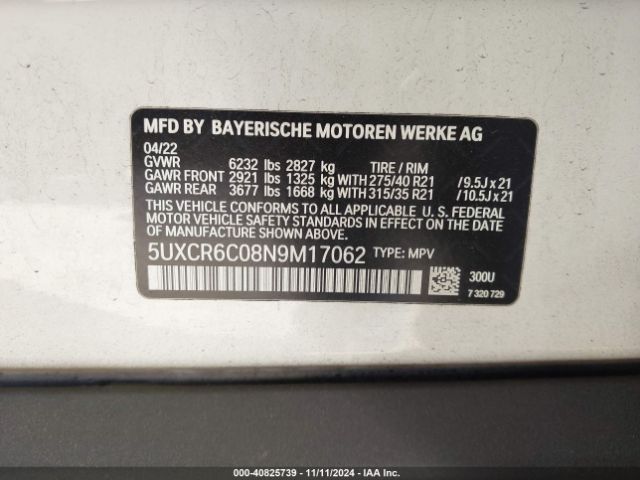 MFD BY BAYERISCHE MOTOREN WERKE AG
04/22
GVWR 6232 lbs 2827 kg TIRE / RIM
GAWR FRONT 2921 lbs 1325 kg WITH 275/40 R21 /9.5J x 21
GAWR REAR 3677 lbs 1668 kg WITH 315/35 R21 /10.5J x 21
THIS VEHICLE CONFORMS TO ALL APPLICABLE U. S. FEDERAL
MOTOR VEHICLE SAFETY STANDARDS IN EFFECT ON THE DATE
OF MANUFACTURE SHOWN ABOVE.
5UXCR6C08N9M17062 TYPE: MPV
300U
7 320 729
000-40825739 - 11/11/2024 - IAA Inc.